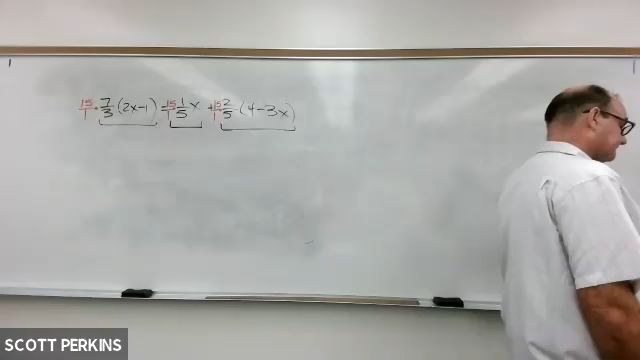 15/1 · 7/3 (2x-1) = 15/1 1/5 x + 15/1 2/5 (4-3x)
SCOTT PERKINS